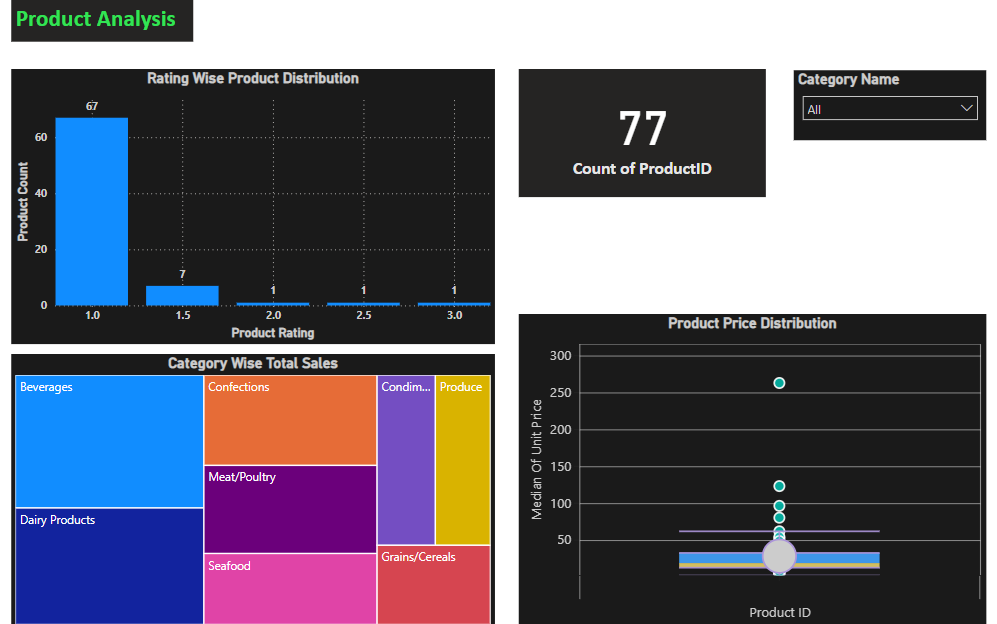 Product Analysis
Rating Wise Product Distribution
67
7
1
1
1
60
40
20
0
Product Count
1.0
1.5
2.0
2.5
3.0
Product Rating
77
Count of ProductID
Category Name
All
Category Wise Total Sales
Beverages
Dairy Products
Confections
Meat/Poultry
Seafood
Condim...
Produce
Grains/Cereals
Product Price Distribution
300
250
200
150
100
50
Median Of Unit Price
Product ID